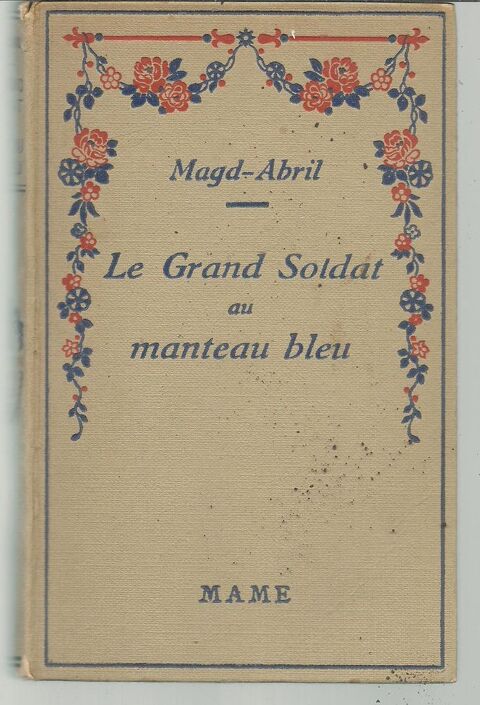 Magd-Abril
Le Grand Soldat
au
manteau bleu
MAME